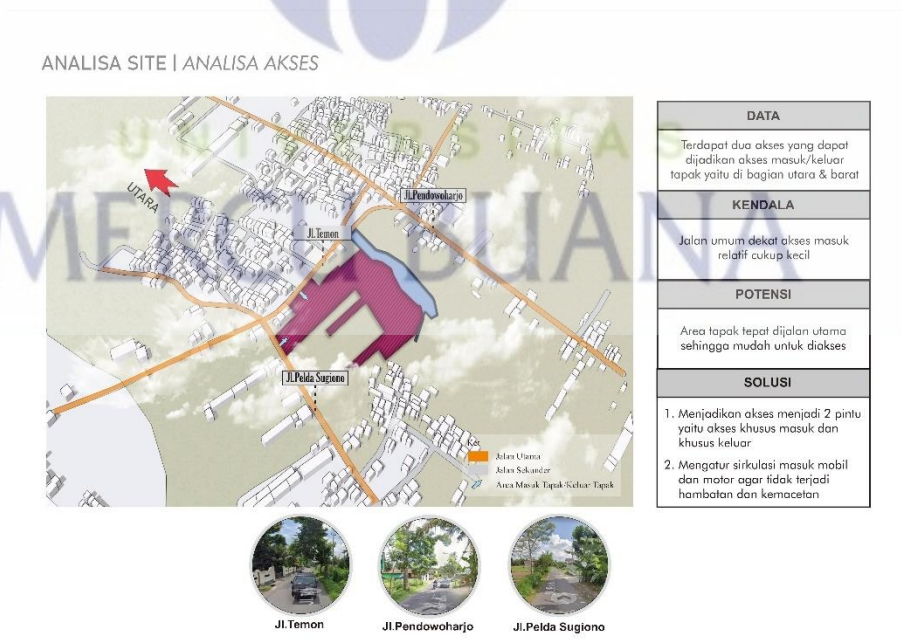 ANALISA SITE | ANALISA AKSES
UNIVERSITAS
MERCU BUANA
UTARA
Jl.Pendowoharjo
Jl.Temon
Jl.Pelda Sugiono
Ket
Jalan Utama
Jalan Sekunder
Area Masuk Tapak/Keluar Tapak
DATA
Terdapat dua akses yang dapat
dijadikan akses masuk/keluar
tapak yaitu di bagian utara & barat
KENDALA
Jalan umum dekat akses masuk
relatif cukup kecil
POTENSI
Area tapak tepat dijalan utama
sehingga mudah untuk diakses
SOLUSI
1. Menjadikan akses menjadi 2 pintu
yaitu akses khusus masuk dan
khusus keluar
2. Mengatur sirkulasi masuk mobil
dan motor agar tidak terjadi
hambatan dan kemacetan
Jl.Temon
Jl.Pendowoharjo
Jl.Pelda Sugiono